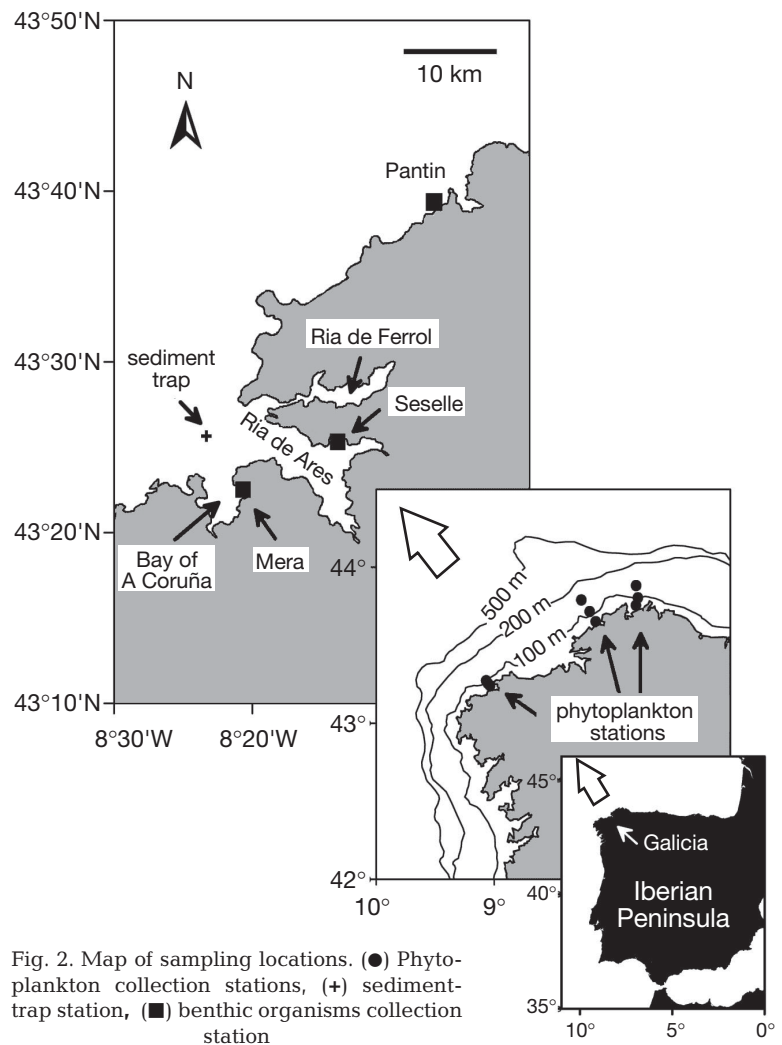 43°50'N
N
10 km
Pantin
43°40'N
Ria de Ferrol
43°30'N
sediment
trap
Seselle
Ria de Ares
43°20'N
Bay of
A Coruña
Mera
43°10'N
8°30'W
8°20'W
44°
500 m
200 m
100 m
phytoplankton
stations
43°
42°
10°
9°
45°
Galicia
Iberian
Peninsula
40°
35°
10°
5°
0°
Fig. 2. Map of sampling locations. (●) Phyto-
plankton collection stations, (+) sediment-
trap station, (■) benthic organisms collection
station